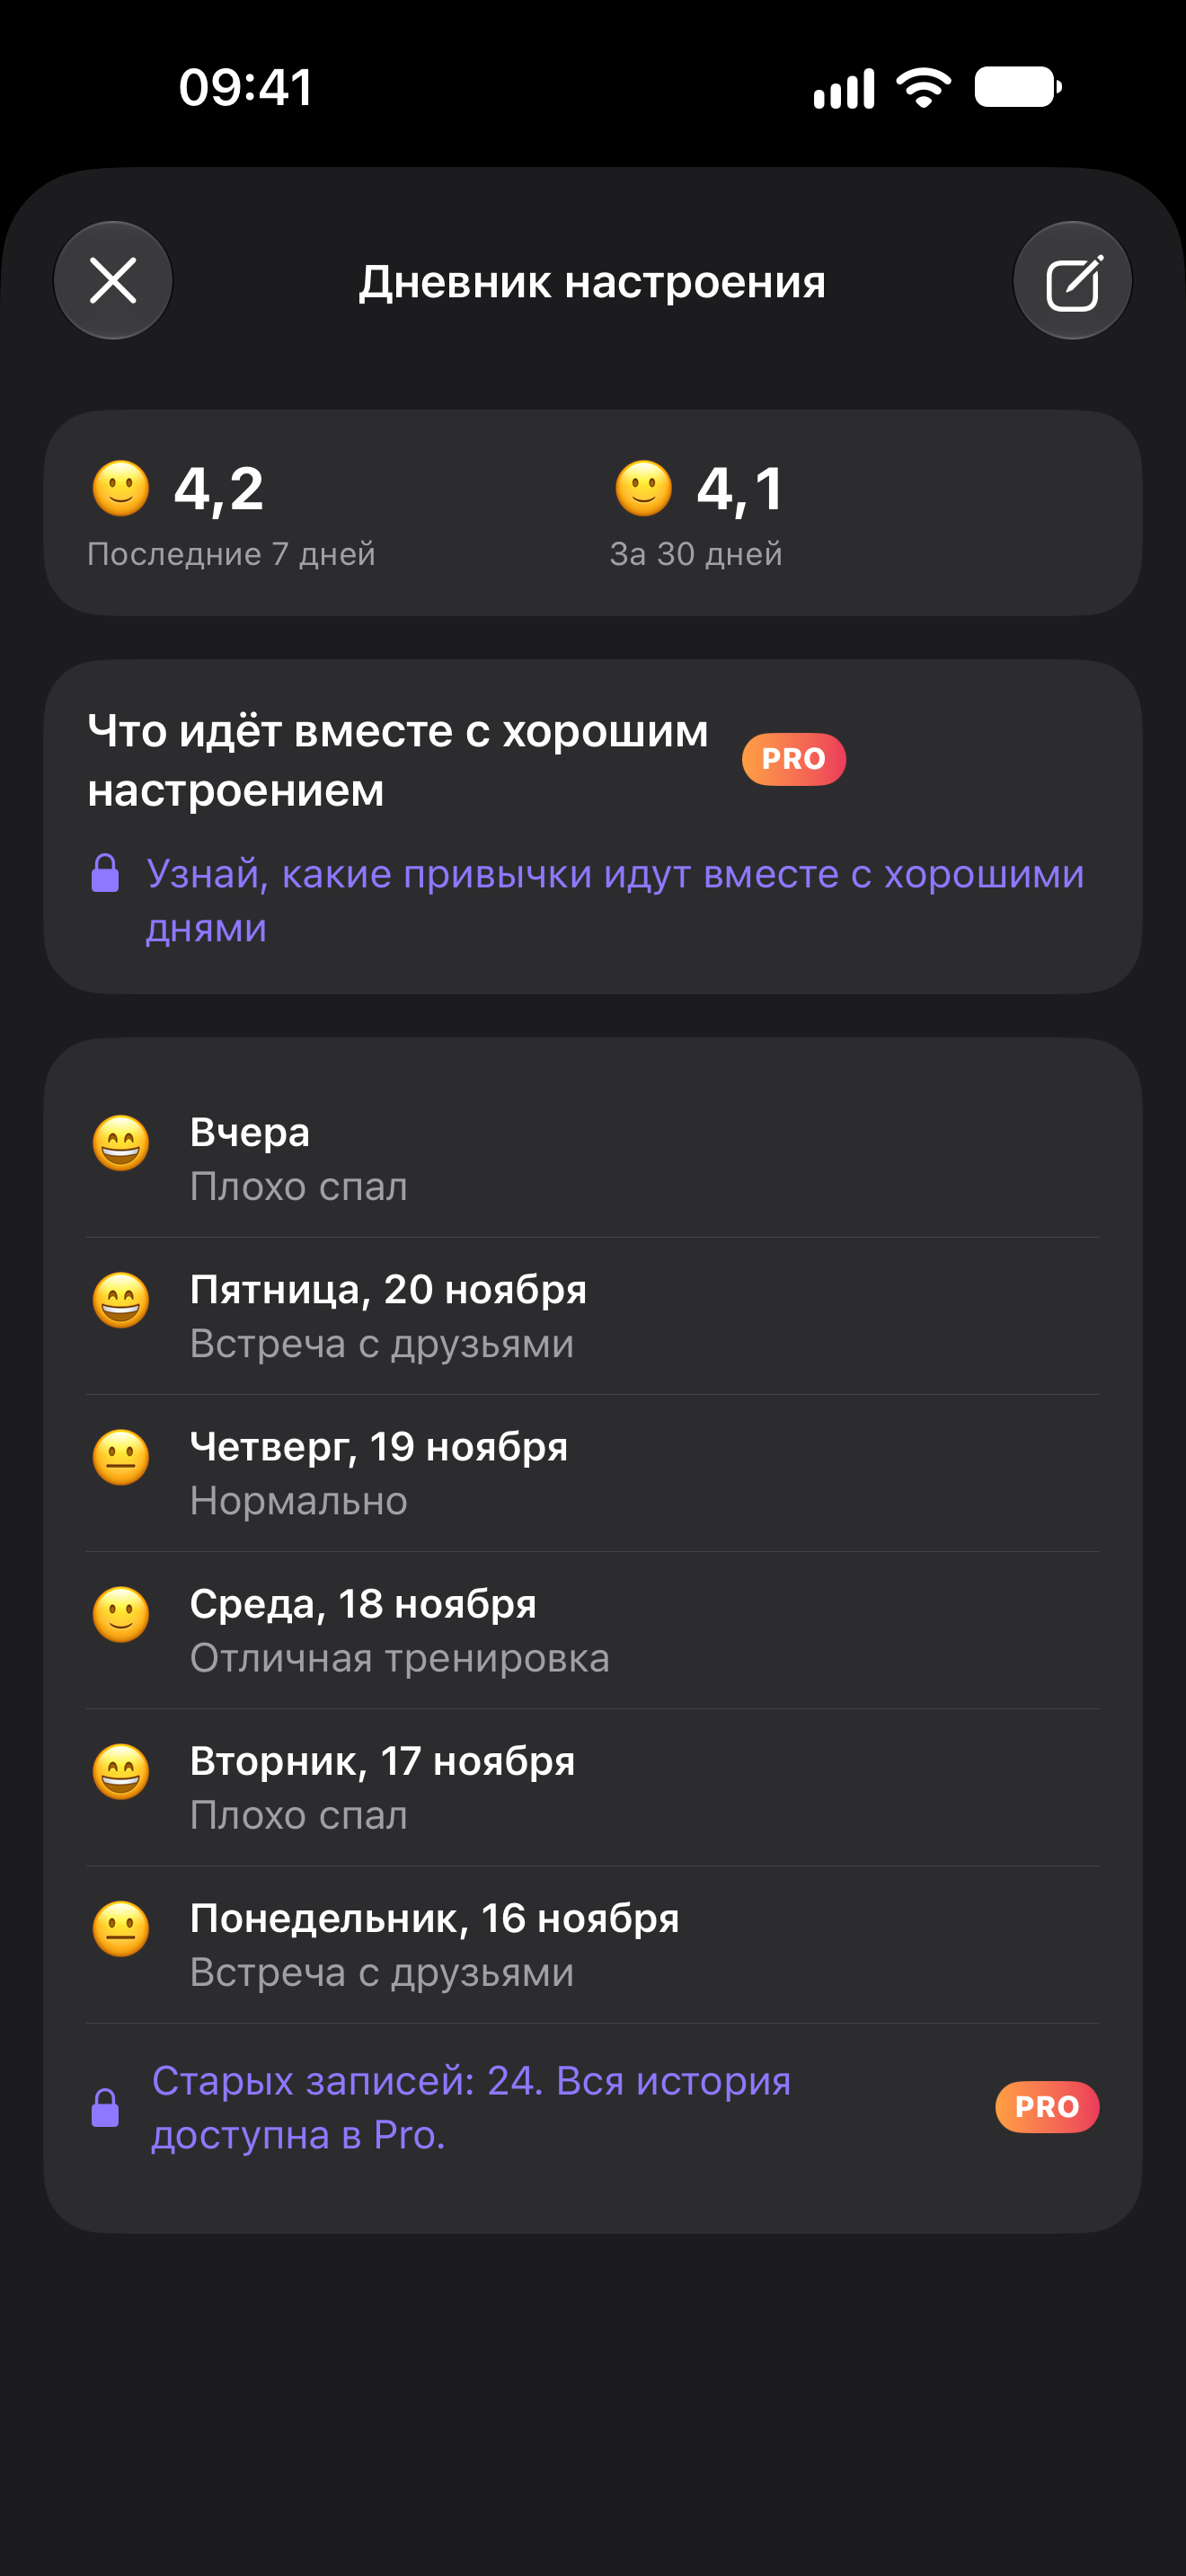 09:41
Дневник настроения
4,2
Последние 7 дней
4,1
За 30 дней
Что идёт вместе с хорошим
настроением
PRO
Узнай, какие привычки идут вместе с хорошими
днями
Вчера
Плохо спал
Пятница, 20 ноября
Встреча с друзьями
Четверг, 19 ноября
Нормально
Среда, 18 ноября
Отличная тренировка
Вторник, 17 ноября
Плохо спал
Понедельник, 16 ноября
Встреча с друзьями
Старых записей: 24. Вся история
доступна в Pro.
PRO